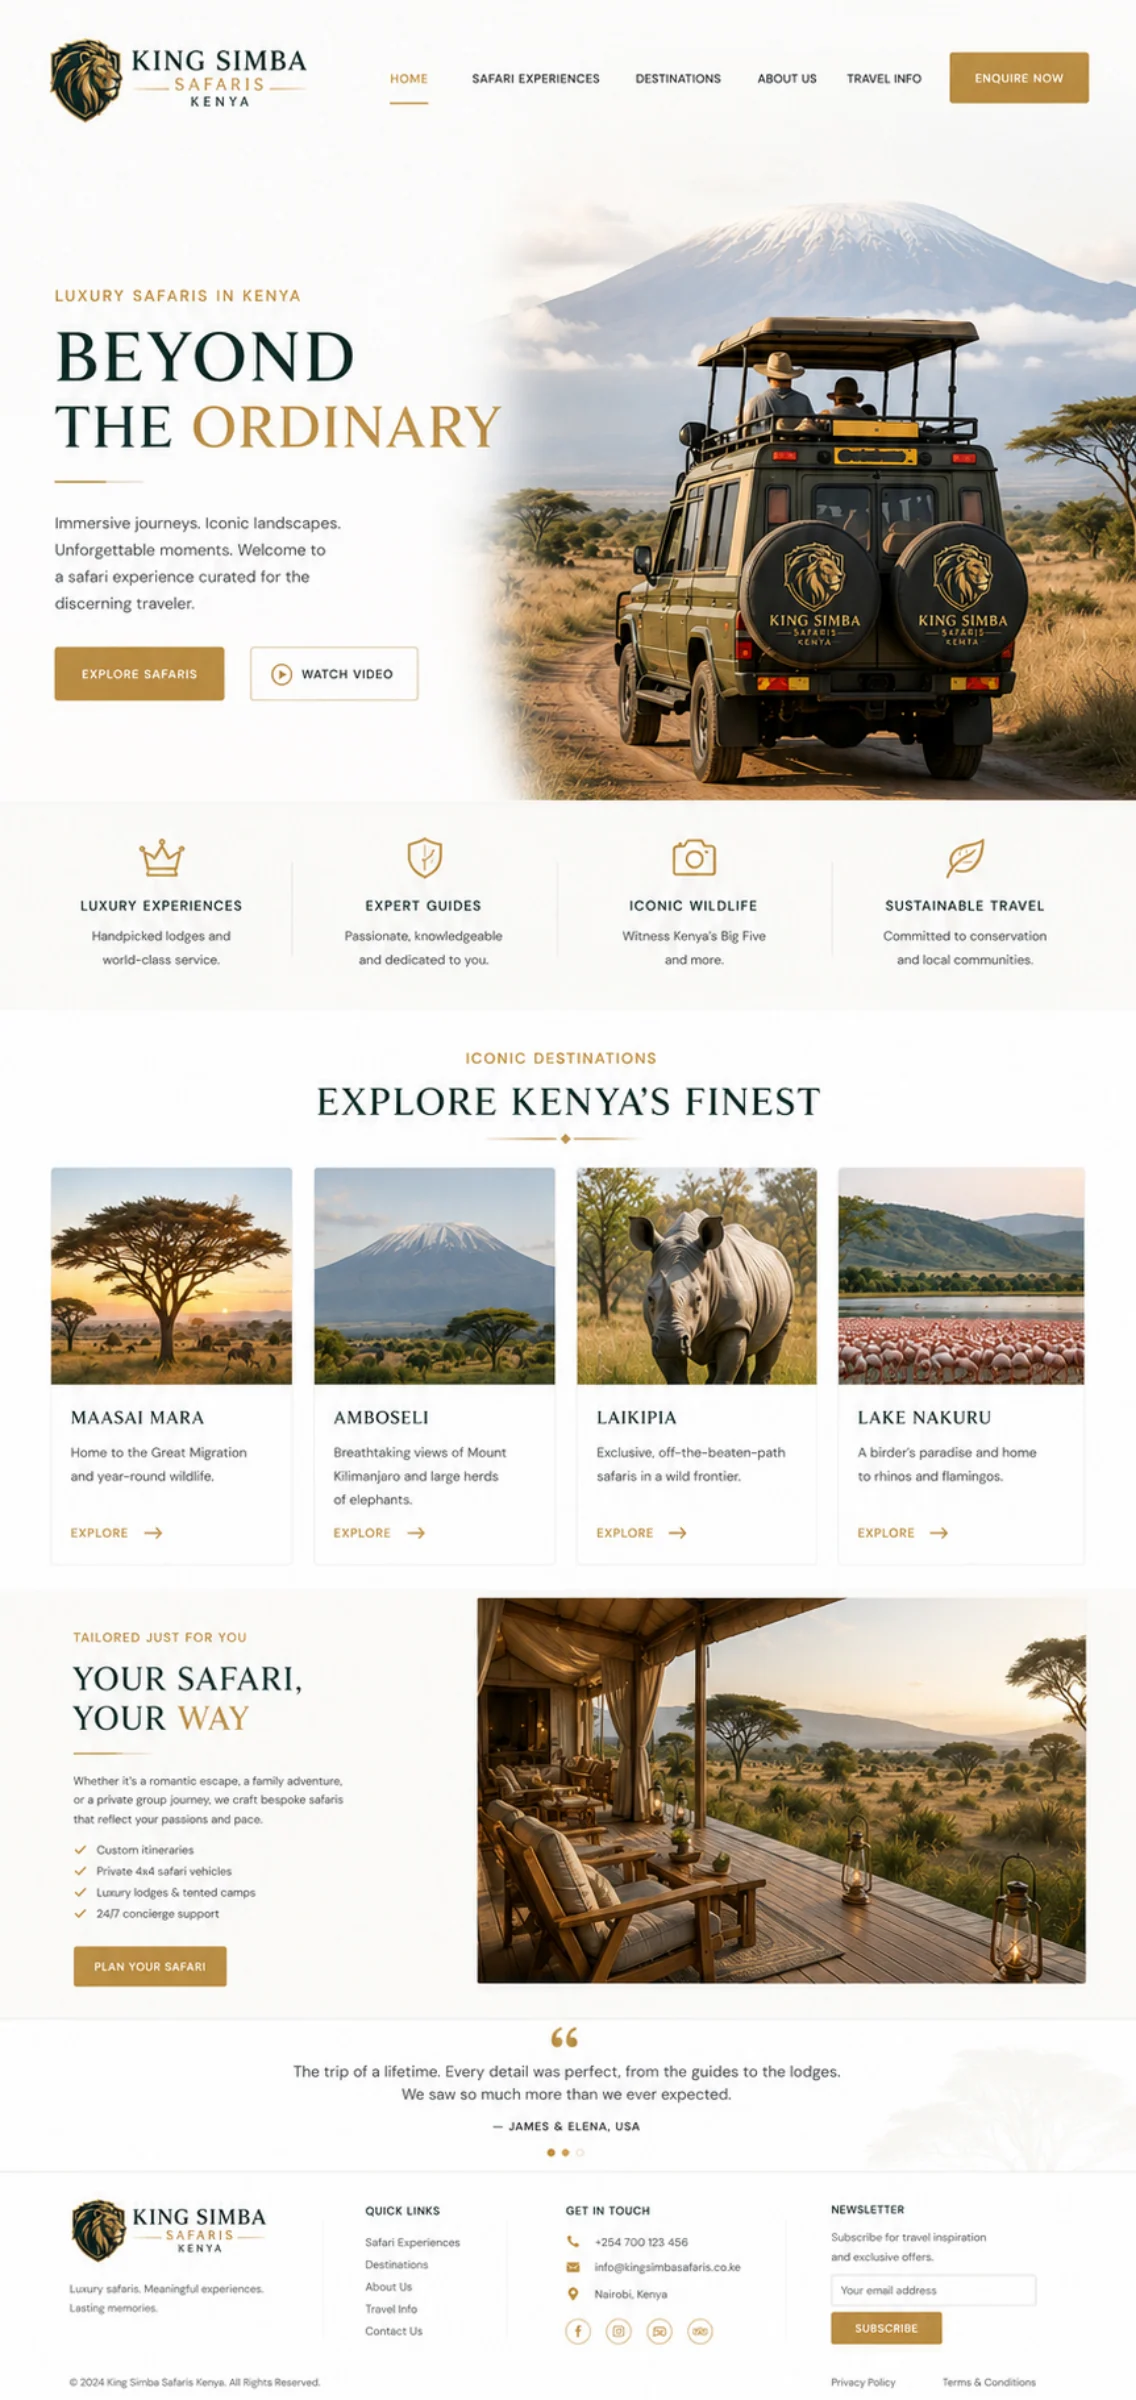 KING SIMBA
SAFARIS
KENYA
HOME
SAFARI EXPERIENCES
DESTINATIONS
ABOUT US
TRAVEL INFO
ENQUIRE NOW
LUXURY SAFARIS IN KENYA
BEYOND
THE ORDINARY
Immersive journeys. Iconic landscapes.
Unforgettable moments. Welcome to
a safari experience curated for the
discerning traveler.
EXPLORE SAFARIS
WATCH VIDEO
KING SIMBA
SAFARIS
KENYA
KING SIMBA
SAFARIS
LUXURY EXPERIENCES
Handpicked lodges and
world-class service.
EXPERT GUIDES
Passionate, knowledgeable
and dedicated to you.
ICONIC WILDLIFE
Witness Kenya's Big Five
and more.
SUSTAINABLE TRAVEL
Committed to conservation
and local communities.
ICONIC DESTINATIONS
EXPLORE KENYA'S FINEST
MAASAI MARA
Home to the Great Migration
and year-round wildlife.
EXPLORE
AMBOSELI
Breathtaking views of Mount
Kilimanjaro and large herds
of elephants.
EXPLORE
LAIKIPIA
Exclusive, off-the-beaten-path
safaris in a wild frontier.
EXPLORE
LAKE NAKURU
A birder's paradise and home
to rhinos and flamingos.
EXPLORE
TAILORED JUST FOR YOU
YOUR SAFARI,
YOUR WAY
Whether it's a romantic escape, a family adventure,
or a private group journey, we craft bespoke safaris
that reflect your passions and pace.
Custom itineraries
Private 4x4 safari vehicles
Luxury lodges & tented camps
24/7 concierge support
PLAN YOUR SAFARI
“
The trip of a lifetime. Every detail was perfect, from the guides to the lodges.
We saw so much more than we ever expected.
— JAMES & ELENA, USA
KING SIMBA
SAFARIS
KENYA
Luxury safaris. Meaningful experiences.
Lasting memories.
QUICK LINKS
Safari Experiences
Destinations
About Us
Travel Info
Contact Us
GET IN TOUCH
+254 700 123 456
info@kingsimbasafaris.co.ke
Nairobi, Kenya
NEWSLETTER
Subscribe for travel inspiration
and exclusive offers.
Your email address
SUBSCRIBE
© 2024 King Simba Safaris Kenya. All Rights Reserved.
Privacy Policy
Terms & Conditions